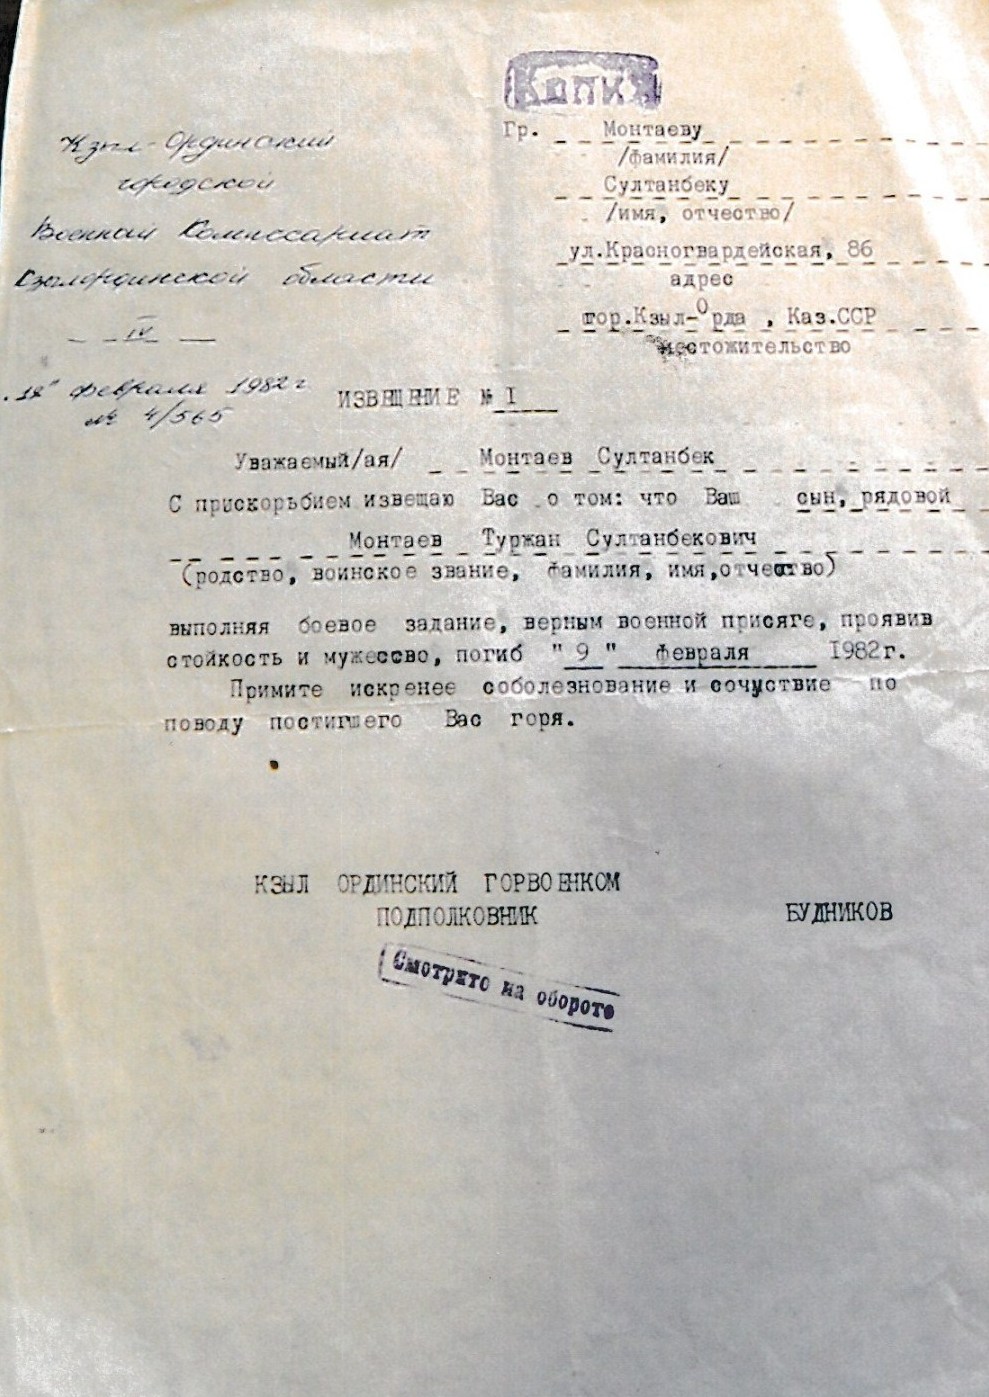 Копия
Кзыл-Ординский
городской
Военный Комиссариат
Кзылординской области
IV
"12" февраля 1982 г
№ 4/565
Гр. Монтаеву
/фамилия/
Султанбеку
/имя, отчество/
ул.Красногвардейская, 86
адрес
гор.Кзыл-Орда , Каз.ССР
местожительство
ИЗВЕЩЕНИЕ № I
Уважаемый/ая/ Монтаев Султанбек
С прискорбием извещаю Вас о том: что Ваш сын, рядовой
Монтаев Туржан Султанбекович
(родство, воинское звание, фамилия, имя,отчество)
выполняя боевое задание, верным военной присяге, проявив
стойкость и мужессво, погиб "9" февраля 1982г.
Примите искренее соболезнование и сочуствие по
поводу постигшего Вас горя.
КЗЫЛ ОРДИНСКИЙ ГОРВОЕНКОМ
ПОДПОЛКОВНИК БУДНИКОВ
Смотрите на обороте